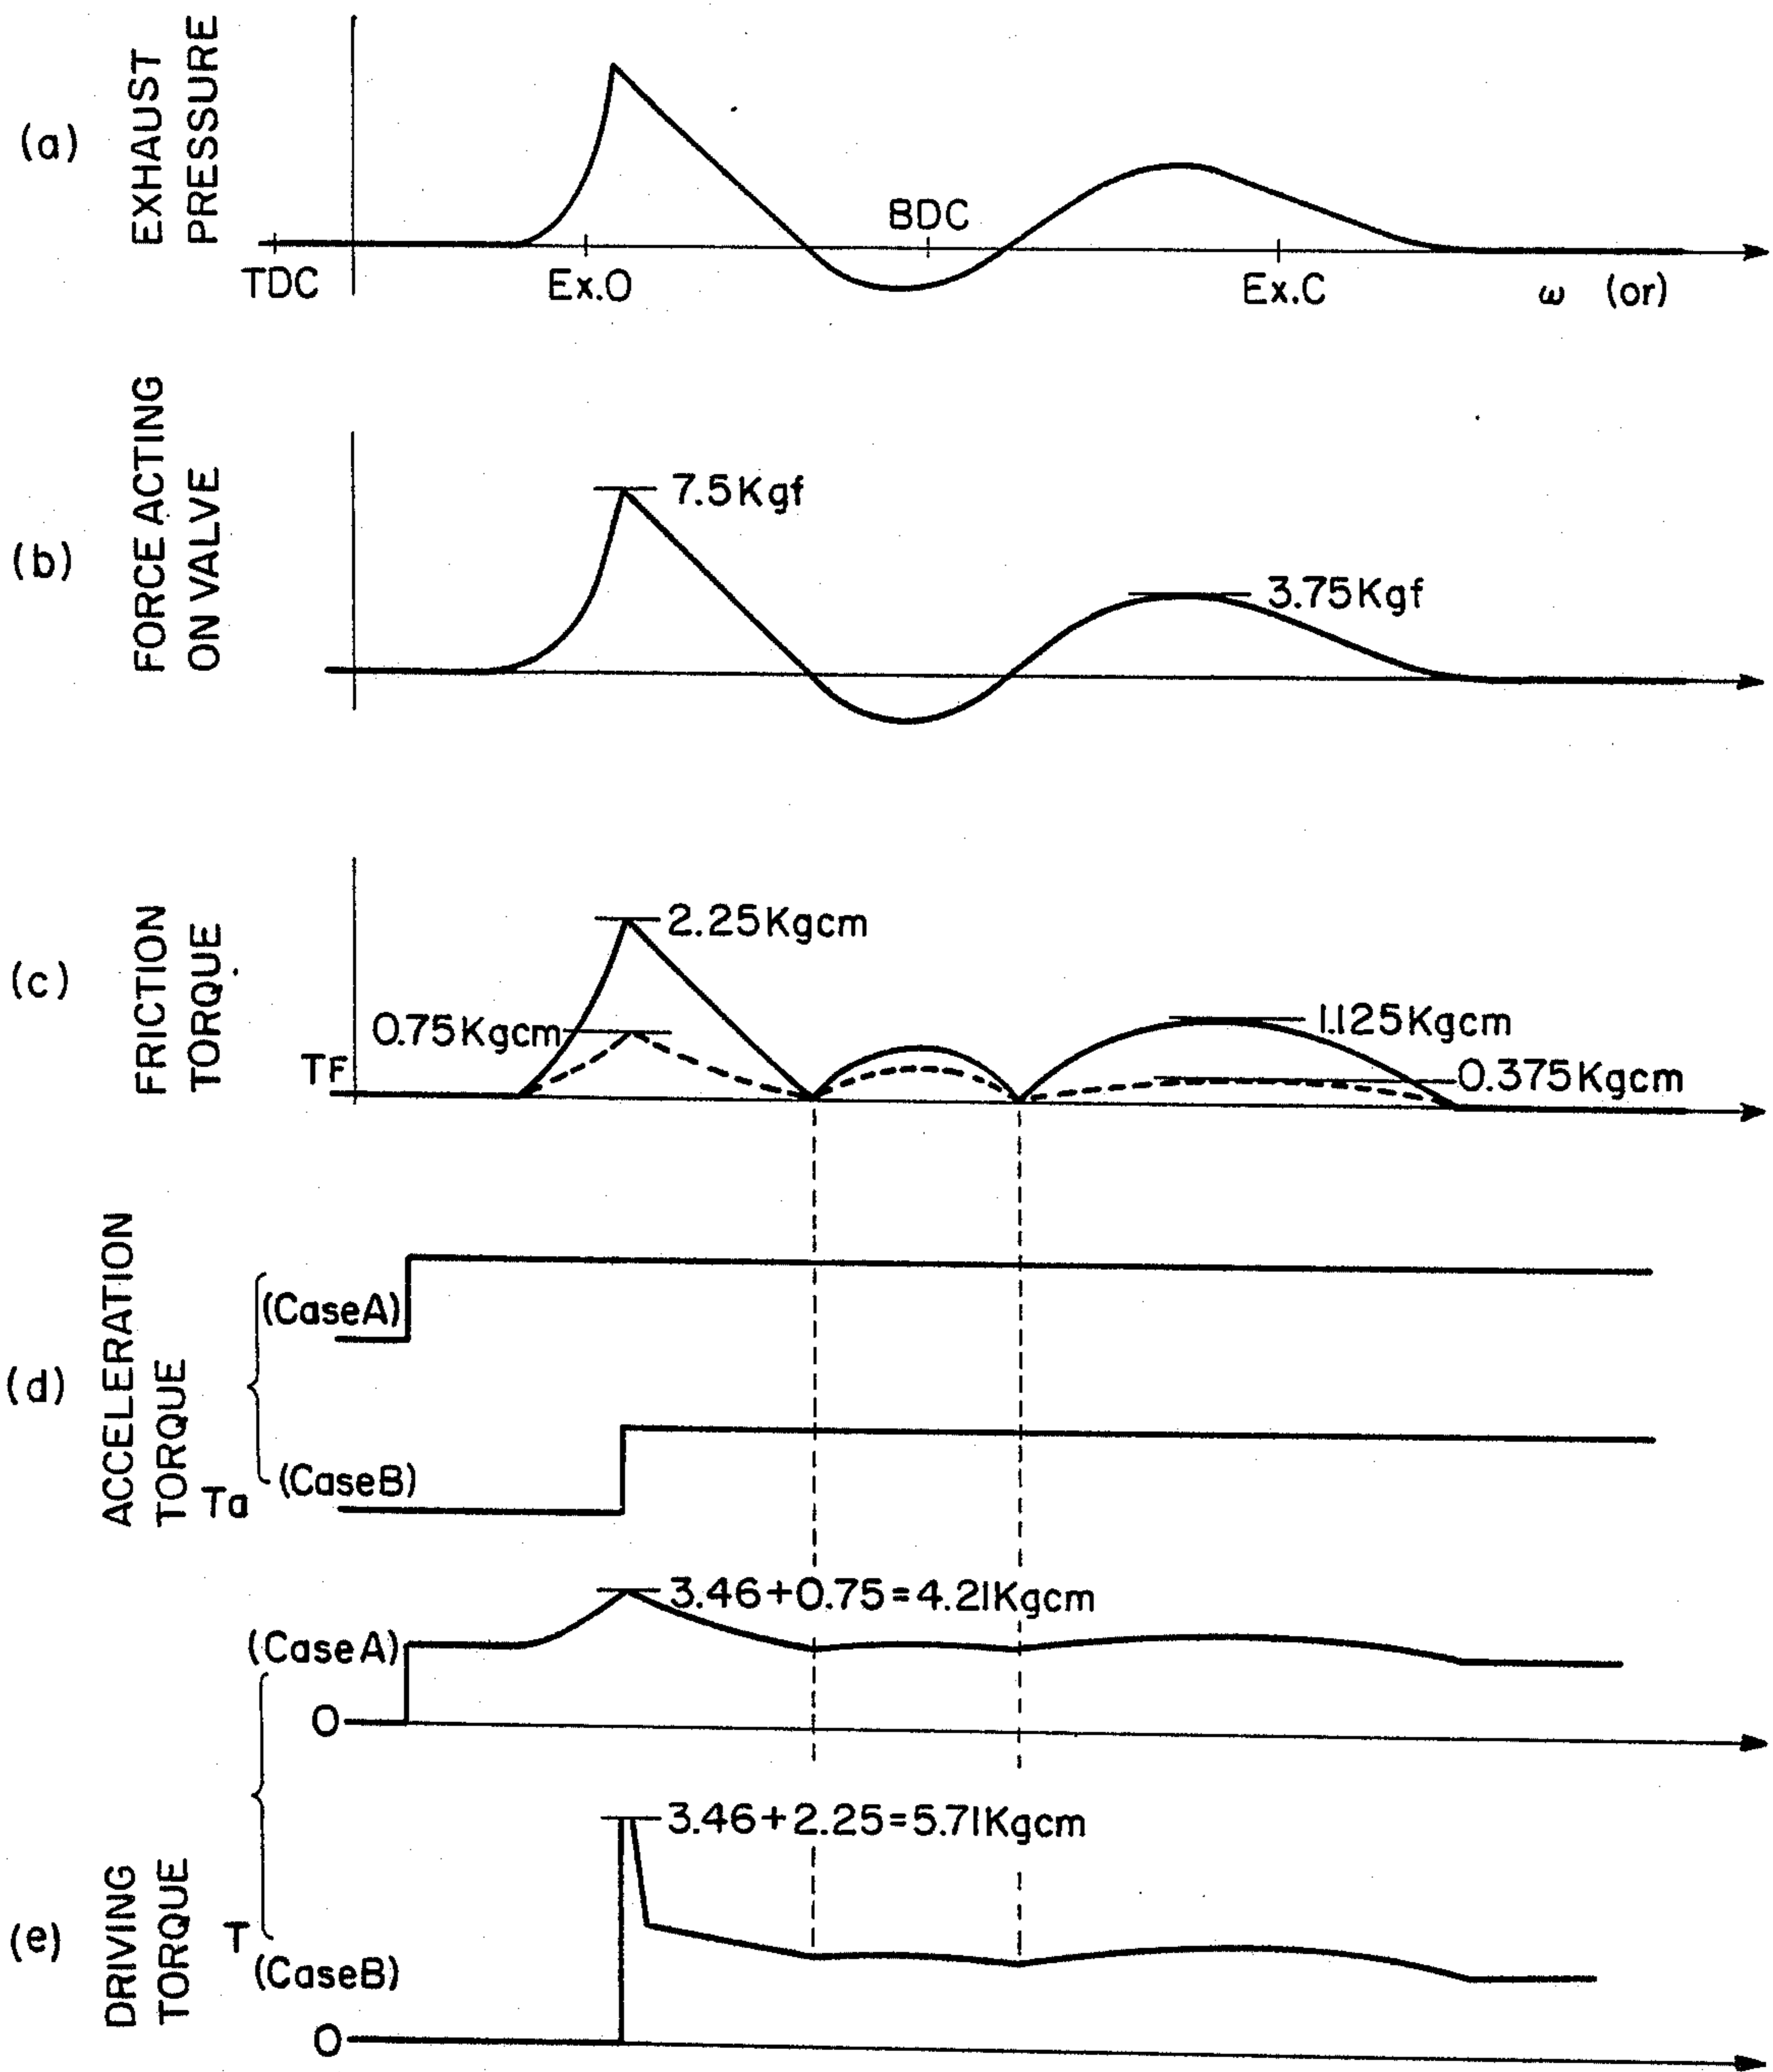 (a)
EXHAUST
PRESSURE
TDC
Ex.O
BDC
Ex.C
ω (or)
(b)
FORCE ACTING
ON VALVE
7.5Kgf
3.75Kgf
(c)
FRICTION
TORQUE
TF
2.25Kgcm
0.75Kgcm
1.125Kgcm
0.375Kgcm
(d)
ACCELERATION
TORQUE
Ta
(CaseA)
(CaseB)
(e)
DRIVING
TORQUE
T
(CaseA)
0
3.46+0.75=4.21Kgcm
(CaseB)
0
3.46+2.25=5.71Kgcm